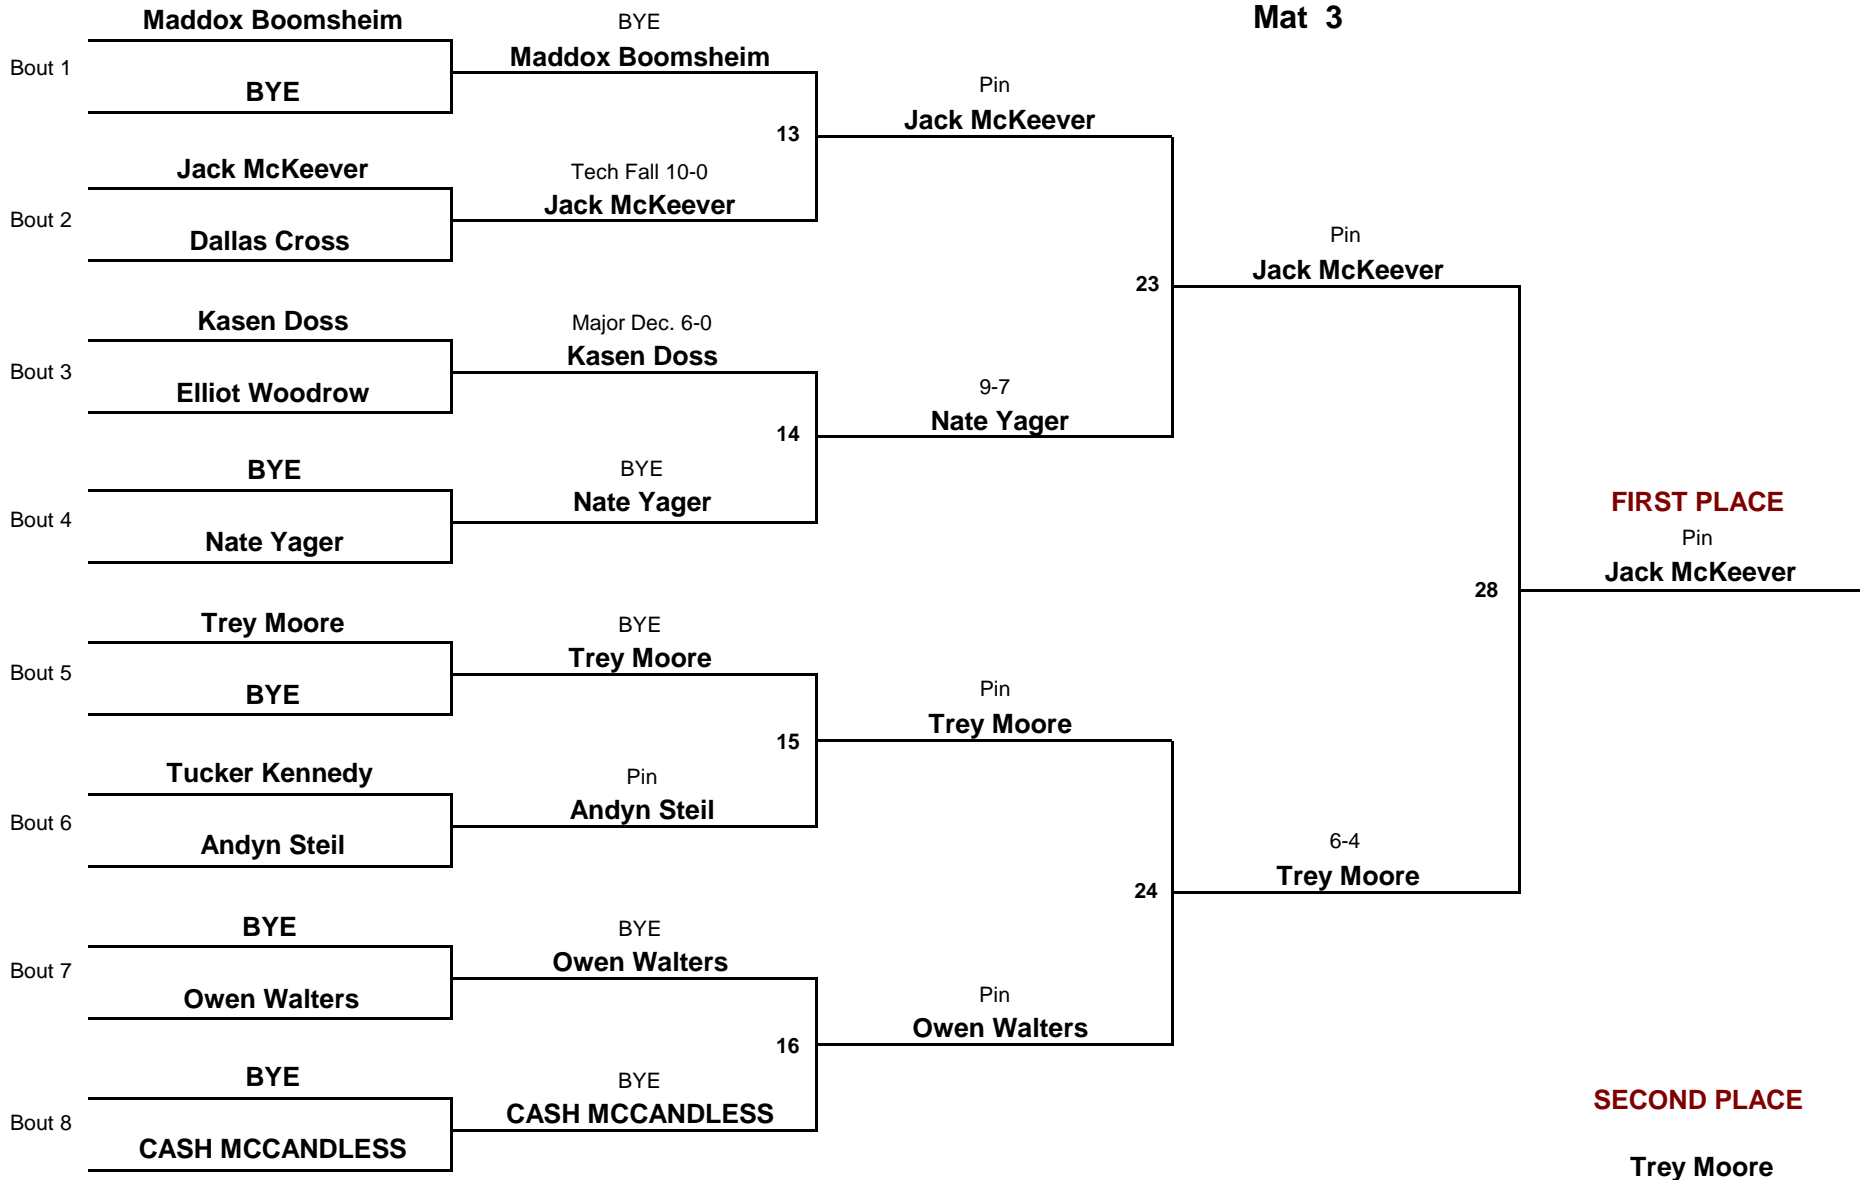 Mat 3
Maddox Boomsheim
BYE
Bout 1
Maddox Boomsheim
BYE
Pin
13
Jack McKeever
Jack McKeever
Tech Fall 10-0
Bout 2
Jack McKeever
Dallas Cross
Pin
23
Jack McKeever
Kasen Doss
Major Dec. 6-0
Bout 3
Kasen Doss
Elliot Woodrow
9-7
14
Nate Yager
BYE
BYE
Bout 4
Nate Yager
Nate Yager
FIRST PLACE
Pin
28
Jack McKeever
Trey Moore
BYE
Bout 5
Trey Moore
BYE
Pin
15
Trey Moore
Tucker Kennedy
Pin
Bout 6
Andyn Steil
Andyn Steil
6-4
24
Trey Moore
BYE
BYE
Bout 7
Owen Walters
Owen Walters
Pin
16
Owen Walters
BYE
BYE
Bout 8
CASH MCCANDLESS
CASH MCCANDLESS
SECOND PLACE
Trey Moore